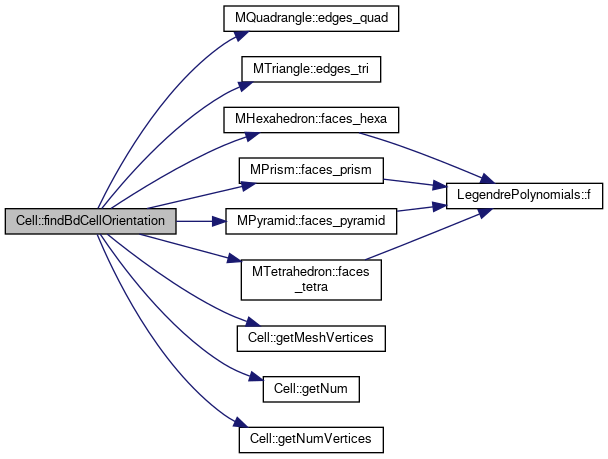 MQuadrangle::edges_quad
MTriangle::edges_tri
MHexahedron::faces_hexa
MPrism::faces_prism
LegendrePolynomials::f
Cell::findBdCellOrientation
MPyramid::faces_pyramid
MTetrahedron::faces
_tetra
Cell::getMeshVertices
Cell::getNum
Cell::getNumVertices